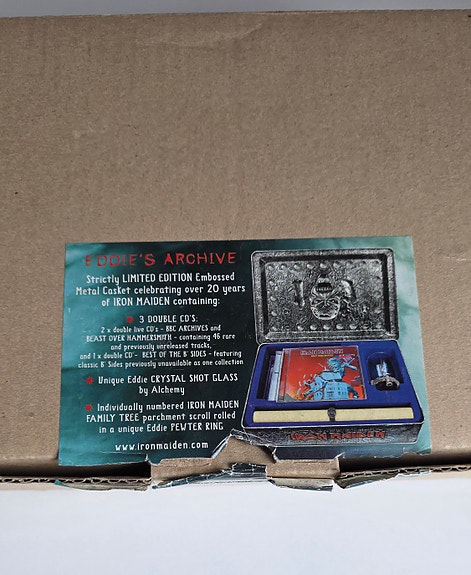 EDDIE'S ARCHIVE
Strictly LIMITED EDITION Embossed
Metal Casket celebrating over 20 years
of IRON MAIDEN containing:
3 DOUBLE CD'S:
2 x double live CD's - BBC ARCHIVES and
BEAST OVER HAMMERSMITH - containing 46 rare
and previously unreleased tracks,
and 1 x double CD - BEST OF THE B' SIDES - featuring
classic B' Sides previously unavailable as one collection
Unique Eddie CRYSTAL SHOT GLASS
by Alchemy
Individually numbered IRON MAIDEN
FAMILY TREE parchment scroll rolled
in a unique Eddie PEWTER RING
www.ironmaiden.com
IRON MAIDEN
IRON MAIDEN